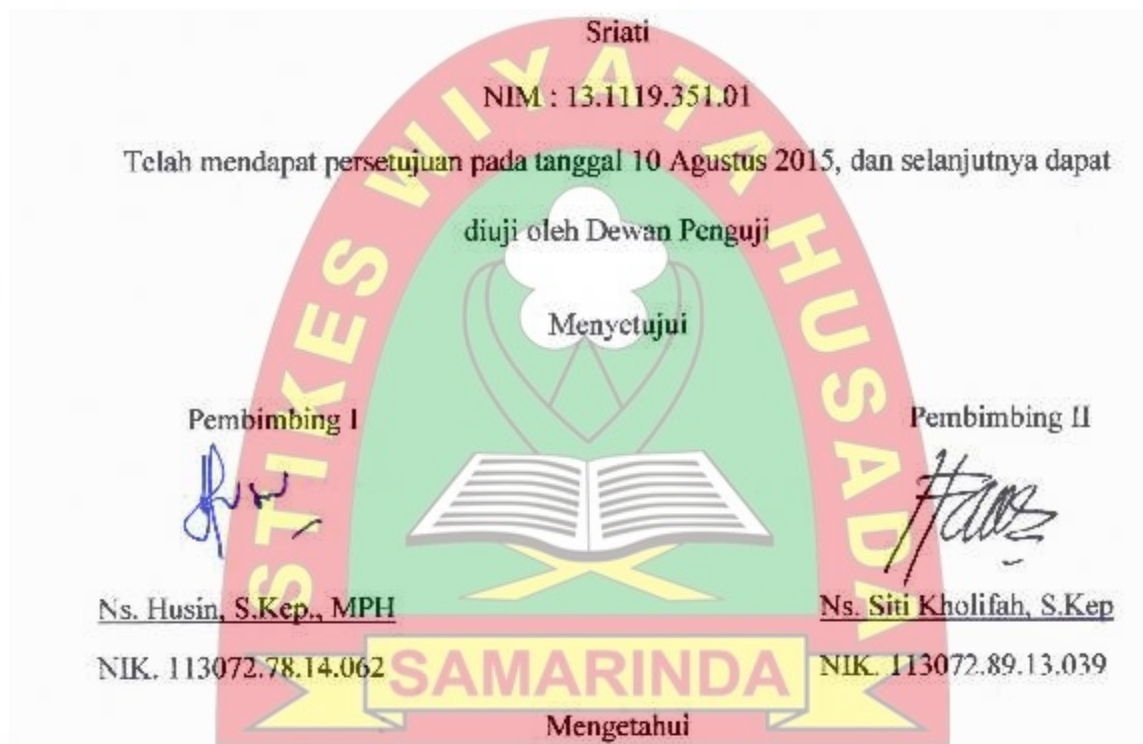 Sriati
NIM : 13.1119.351.01
Telah mendapat persetujuan pada tanggal 10 Agustus 2015, dan selanjutnya dapat
diuji oleh Dewan Penguji
Menyetujui
Pembimbing I
Pembimbing II
Ns. Husin, S.Kep., MPH
Ns. Siti Kholifah, S.Kep
NIK. 113072.78.14.062
NIK. 113072.89.13.039
Mengetahui
STIKES WIYATA HUSADA
SAMARINDA